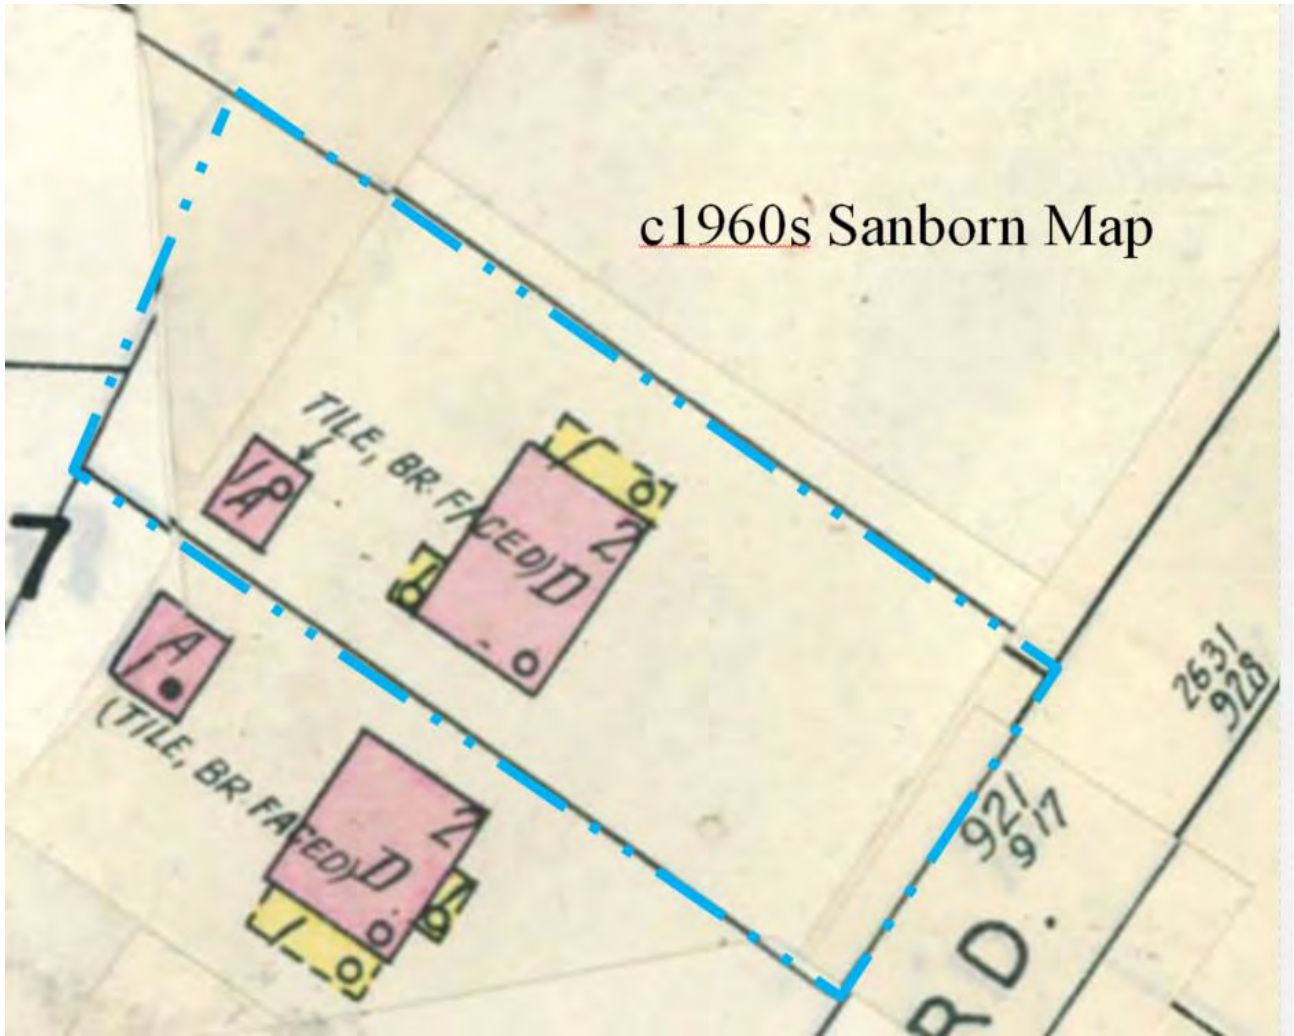 c1960s Sanborn Map
TILE, BR. FACED) D
2
A
7
A
(TILE, BR. FACED) D
2
2631
928
921
917
RD.